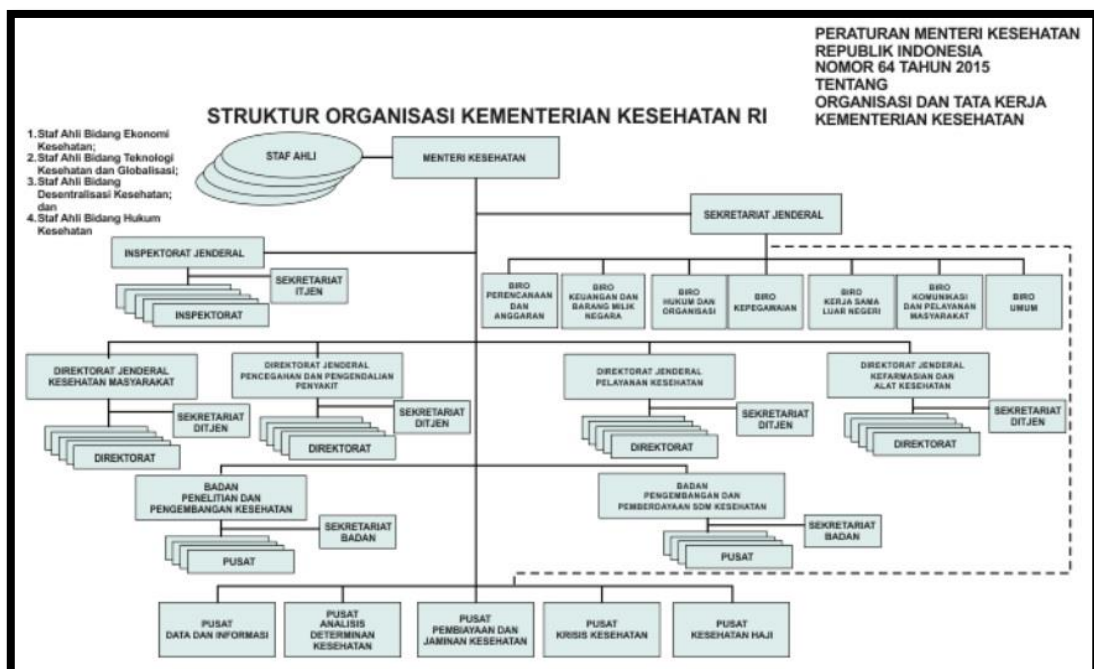 PERATURAN MENTERI KESEHATAN
REPUBLIK INDONESIA
NOMOR 64 TAHUN 2015
TENTANG
ORGANISASI DAN TATA KERJA
KEMENTERIAN KESEHATAN
STRUKTUR ORGANISASI KEMENTERIAN KESEHATAN RI
1.Staf Ahli Bidang Ekonomi
Kesehatan;
2.Staf Ahli Bidang Teknologi
Kesehatan dan Globalisasi;
3.Staf Ahli Bidang
Desentralisasi Kesehatan;
dan
4.Staf Ahli Bidang Hukum
Kesehatan
STAF AHLI
MENTERI KESEHATAN
SEKRETARIAT JENDERAL
INSPEKTORAT JENDERAL
SEKRETARIAT
ITJEN
INSPEKTORAT
BIRO
PERENCANAAN
DAN
ANGGARAN
BIRO
KEUANGAN DAN
BARANG MILIK
NEGARA
BIRO
HUKUM DAN
ORGANISASI
BIRO
KEPEGAWAIAN
BIRO
KERJA SAMA
LUAR NEGERI
BIRO
KOMUNIKASI
DAN PELAYANAN
MASYARAKAT
BIRO
UMUM
DIREKTORAT JENDERAL
KESEHATAN MASYARAKAT
SEKRETARIAT
DITJEN
DIREKTORAT
DIREKTORAT JENDERAL
PENCEGAHAN DAN PENGENDALIAN
PENYAKIT
SEKRETARIAT
DITJEN
DIREKTORAT
DIREKTORAT JENDERAL
PELAYANAN KESEHATAN
SEKRETARIAT
DITJEN
DIREKTORAT
DIREKTORAT JENDERAL
KEFARMASIAN DAN
ALAT KESEHATAN
SEKRETARIAT
DITJEN
DIREKTORAT
BADAN
PENELITIAN DAN
PENGEMBANGAN KESEHATAN
SEKRETARIAT
BADAN
PUSAT
BADAN
PENGEMBANGAN DAN
PEMBERDAYAAN SDM KESEHATAN
SEKRETARIAT
BADAN
PUSAT
PUSAT
DATA DAN INFORMASI
PUSAT
ANALISIS
DETERMINAN
KESEHATAN
PUSAT
PEMBIAYAAN DAN
JAMINAN KESEHATAN
PUSAT
KRISIS KESEHATAN
PUSAT
KESEHATAN HAJI